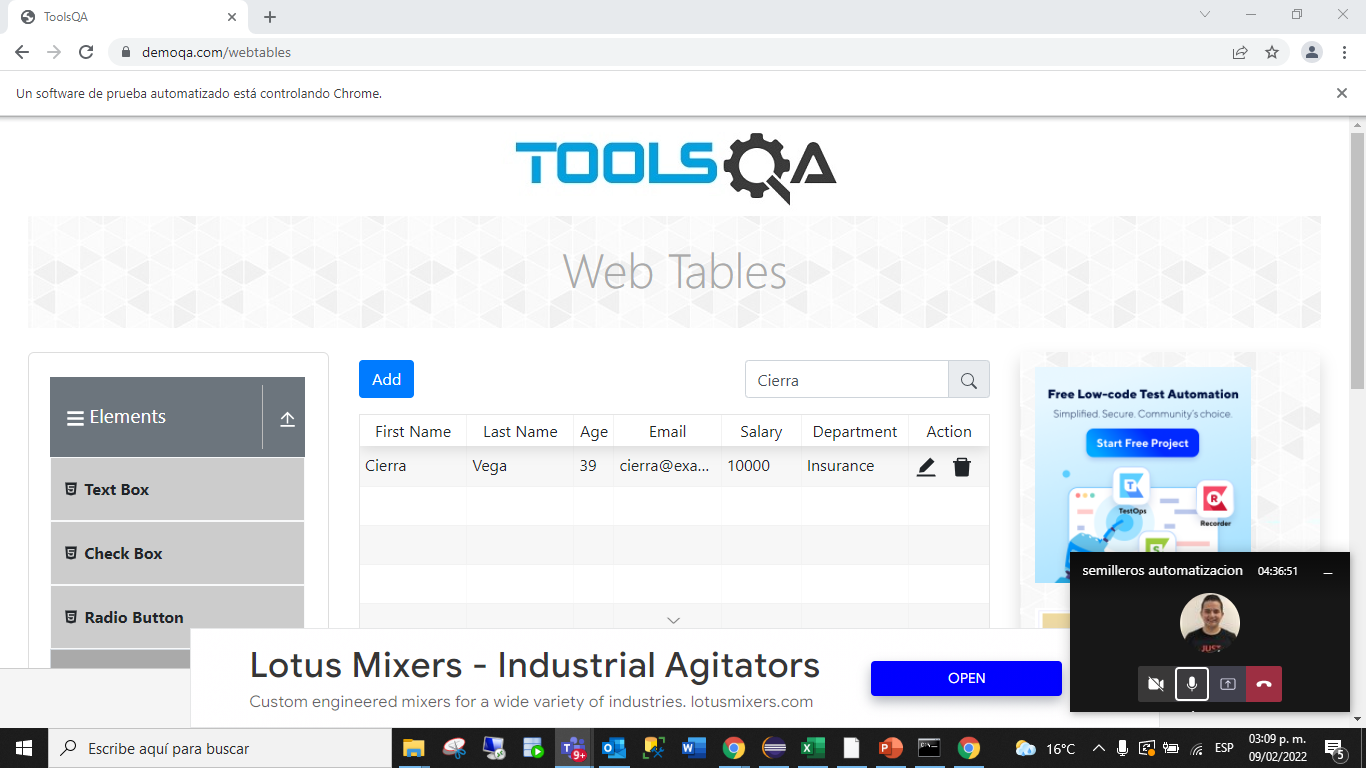 ToolsQA
demoqa.com/webtables
Un software de prueba automatizado está controlando Chrome.
TOOLSQA
Web Tables
Elements
Text Box
Check Box
Radio Button
Add
Cierra
First Name Last Name Age Email Salary Department Action
Cierra Vega 39 cierra@exa... 10000 Insurance
Free Low-code Test Automation
Simplified. Secure. Community's choice.
Start Free Project
TestOps
Recorder
semilleros automatizacion 04:36:51
JUST
Lotus Mixers - Industrial Agitators
Custom engineered mixers for a wide variety of industries. lotusmixers.com
OPEN
Escribe aquí para buscar
9+
16°C
ESP
03:09 p. m.
09/02/2022
5